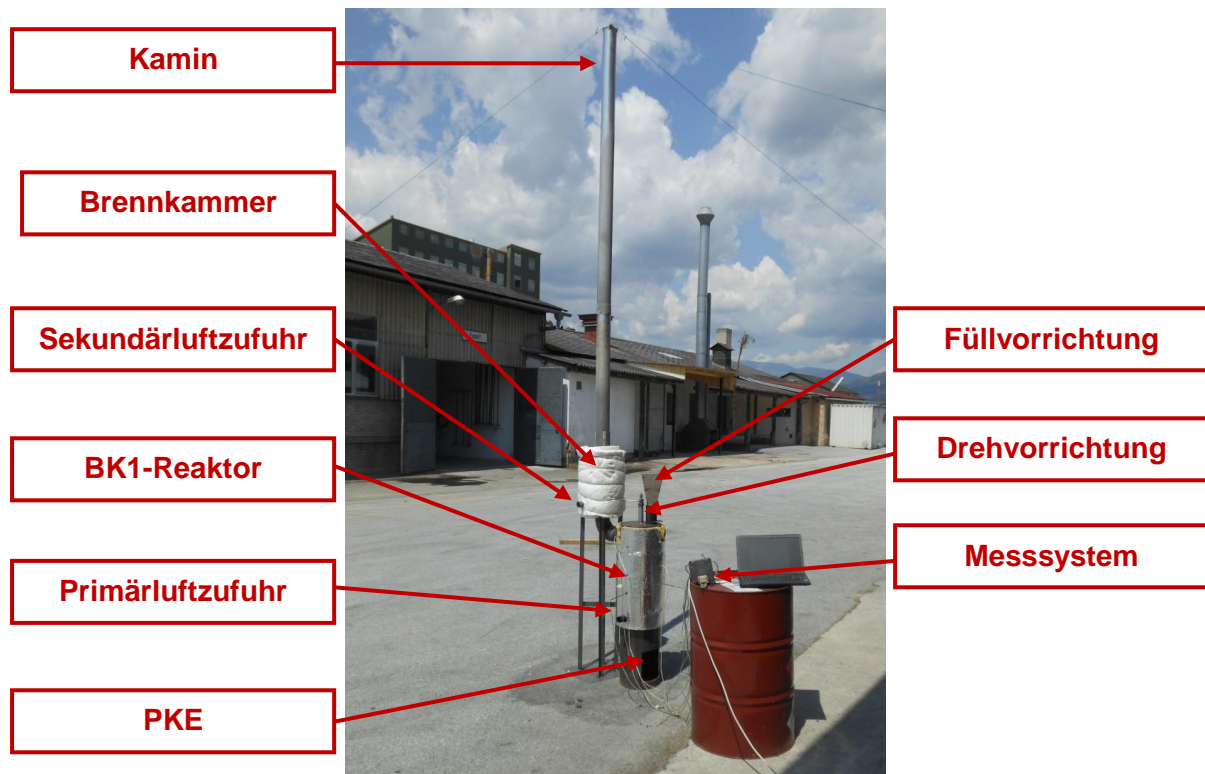 Kamin
Brennkammer
Sekundärluftzufuhr
BK1-Reaktor
Primärluftzufuhr
PKE
Füllvorrichtung
Drehvorrichtung
Messsystem